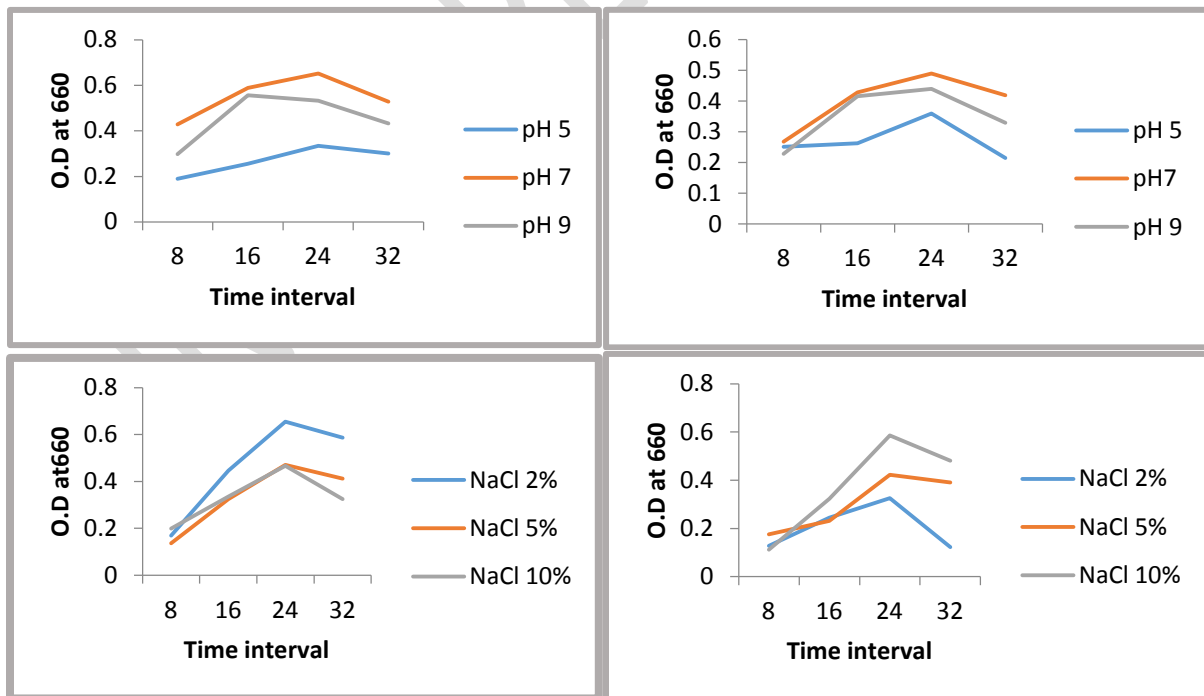 0.8
0.6
0.4
0.2
0
O.D at 660
8 16 24 32
Time interval
pH 5
pH 7
pH 9
0.6
0.5
0.4
0.3
0.2
0.1
0
O.D at 660
8 16 24 32
Time interval
pH 5
pH7
pH 9
0.8
0.6
0.4
0.2
0
O.D at660
8 16 24 32
Time interval
NaCl 2%
NaCl 5%
NaCl 10%
0.8
0.6
0.4
0.2
0
O.D at 660
8 16 24 32
Time interval
NaCl 2%
NaCl 5%
NaCl 10%